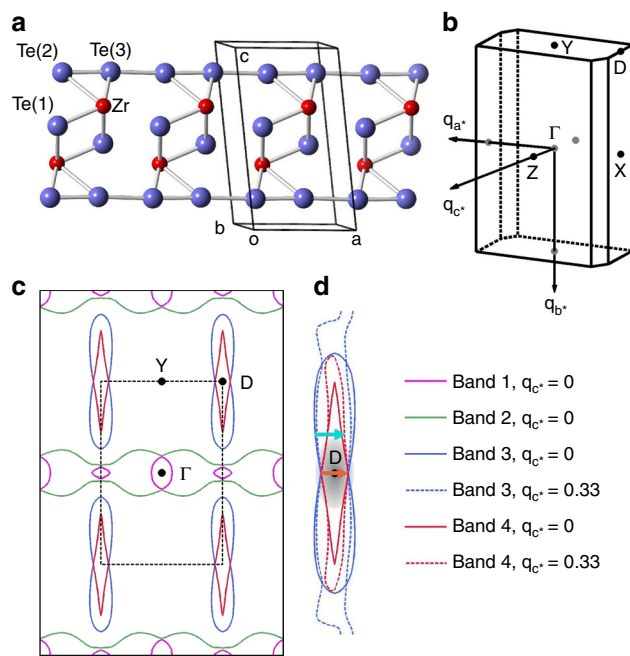 a
b
Te(2)
Te(3)
c
Te(1)
Zr
b
o
a
Y
D
q_a*
Γ
Z
X
q_c*
q_b*
c
d
Y
D
Γ
D
Band 1, q_c* = 0
Band 2, q_c* = 0
Band 3, q_c* = 0
Band 3, q_c* = 0.33
Band 4, q_c* = 0
Band 4, q_c* = 0.33